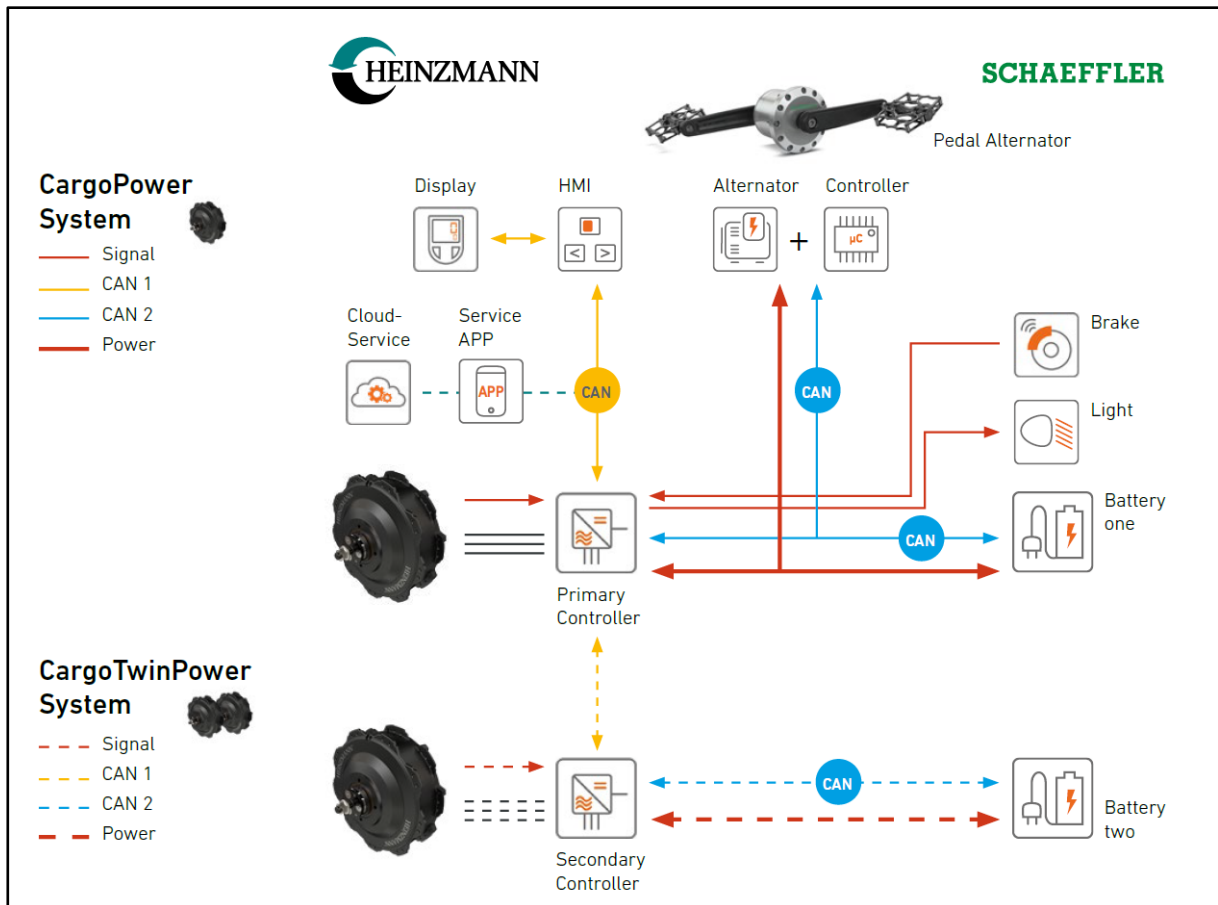 HEINZMANN
SCHAEFFLER
Pedal Alternator
CargoPower
System
Signal
CAN 1
CAN 2
Power
Display
HMI
Alternator
Controller
+
µC
< >
Cloud-
Service
Service
APP
APP
CAN
CAN
Brake
Light
Battery
one
CAN
Primary
Controller
CargoTwinPower
System
Signal
CAN 1
CAN 2
Power
CAN
Battery
two
Secondary
Controller